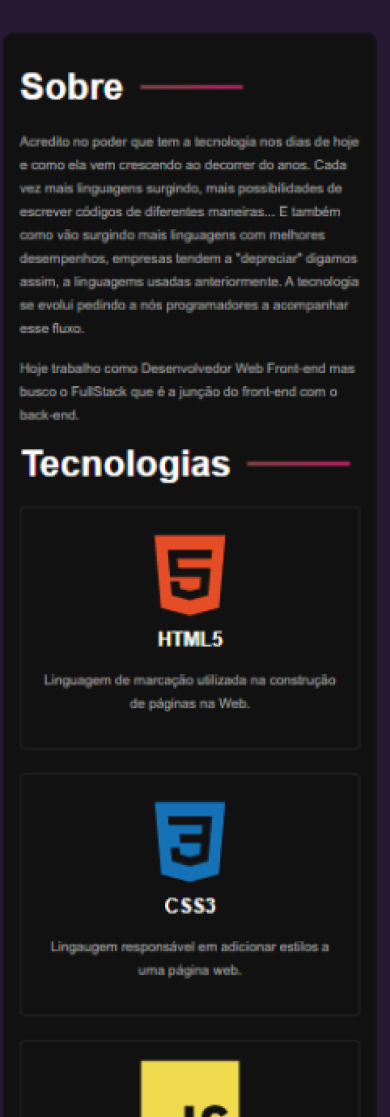 Sobre
Acredito no poder que tem a tecnologia nos dias de hoje
e como ela vem crescendo ao decorrer do anos. Cada
vez mais linguagens surgindo, mais possibilidades de
escrever códigos de diferentes maneiras... E também
como vão surgindo mais linguagens com melhores
desempenhos, empresas tendem a "depreciar" digamos
assim, a linguagems usadas anteriormente. A tecnologia
se evolui pedindo a nós programadores a acompanhar
esse fluxo.
Hoje trabalho como Desenvolvedor Web Front-end mas
busco o FullStack que é a junção do front-end com o
back-end.
Tecnologias
HTML5
Linguagem de marcação utilizada na construção
de páginas na Web.
CSS3
Lingaugem responsável em adicionar estilos a
uma página web.
JS